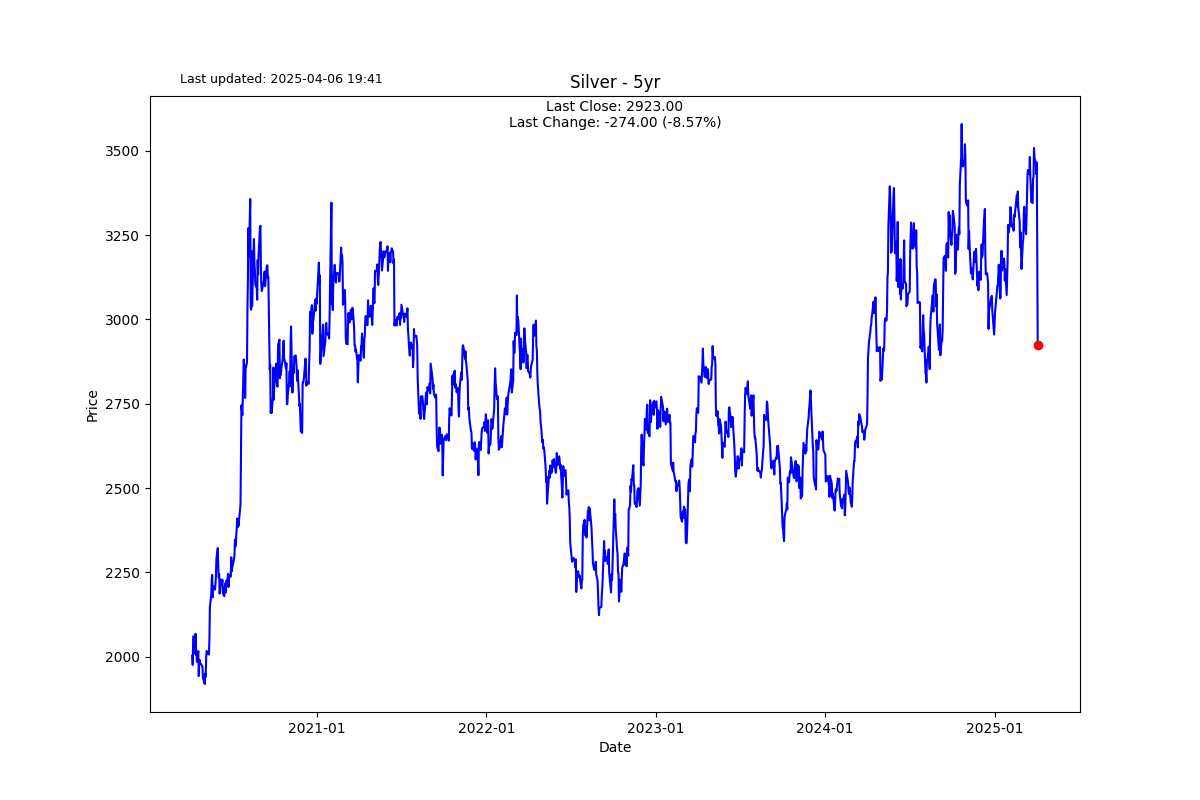 Last updated: 2025-04-06 19:41
Silver - 5yr
Last Close: 2923.00
Last Change: -274.00 (-8.57%)
3500
3250
3000
2750
2500
2250
2000
Price
2021-01 2022-01 2023-01 2024-01 2025-01
Date